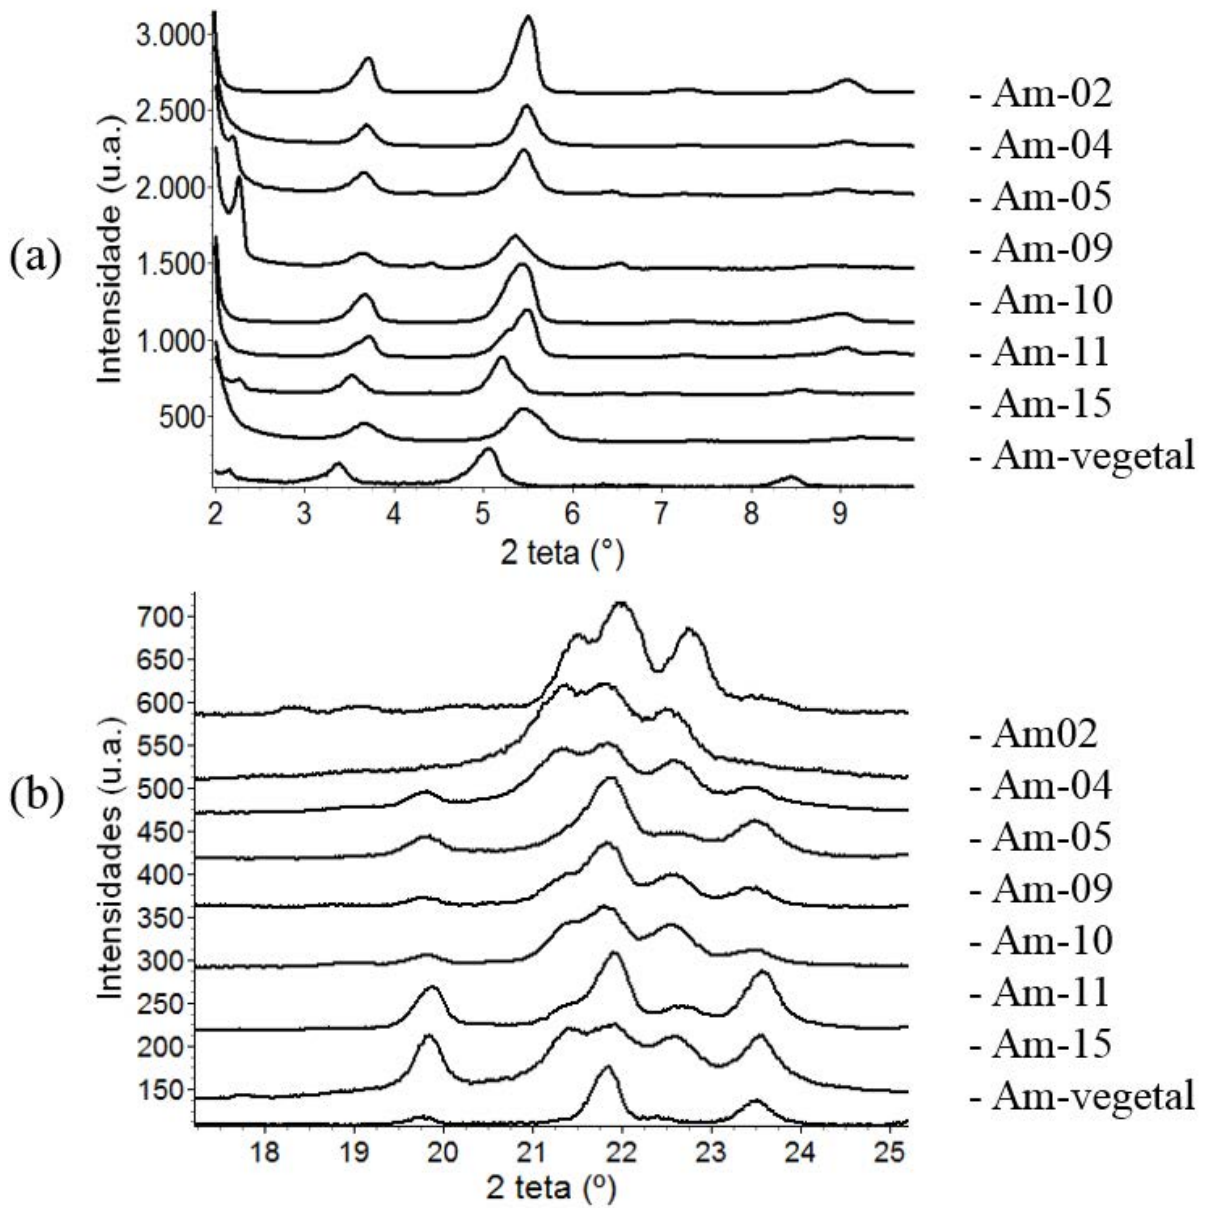 (a)
Intensidade (u.a.)
3.000
2.500
2.000
1.500
1.000
500
2 3 4 5 6 7 8 9
2 teta (°)
- Am-02
- Am-04
- Am-05
- Am-09
- Am-10
- Am-11
- Am-15
- Am-vegetal
(b)
Intensidades (u.a.)
700
650
600
550
500
450
400
350
300
250
200
150
18 19 20 21 22 23 24 25
2 teta (º)
- Am02
- Am-04
- Am-05
- Am-09
- Am-10
- Am-11
- Am-15
- Am-vegetal